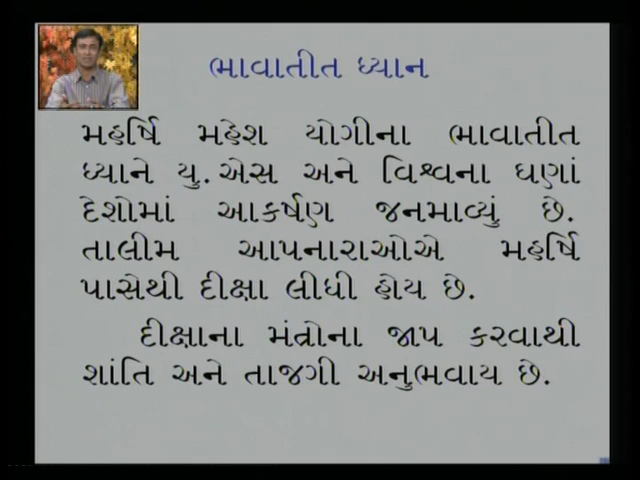 ભાવાતીત ધ્યાન
મહર્ષિ મહેશ યોગીના ભાવાતીત
ધ્યાને યુ.એસ અને વિશ્વના ઘણાં
દેશોમાં આકર્ષણ જનમાવ્યું છે.
તાલીમ આપનારાઓએ મહર્ષિ
પાસેથી દીક્ષા લીધી હોય છે.
દીક્ષાના મંત્રોના જાપ કરવાથી
શાંતિ અને તાજગી અનુભવાય છે.